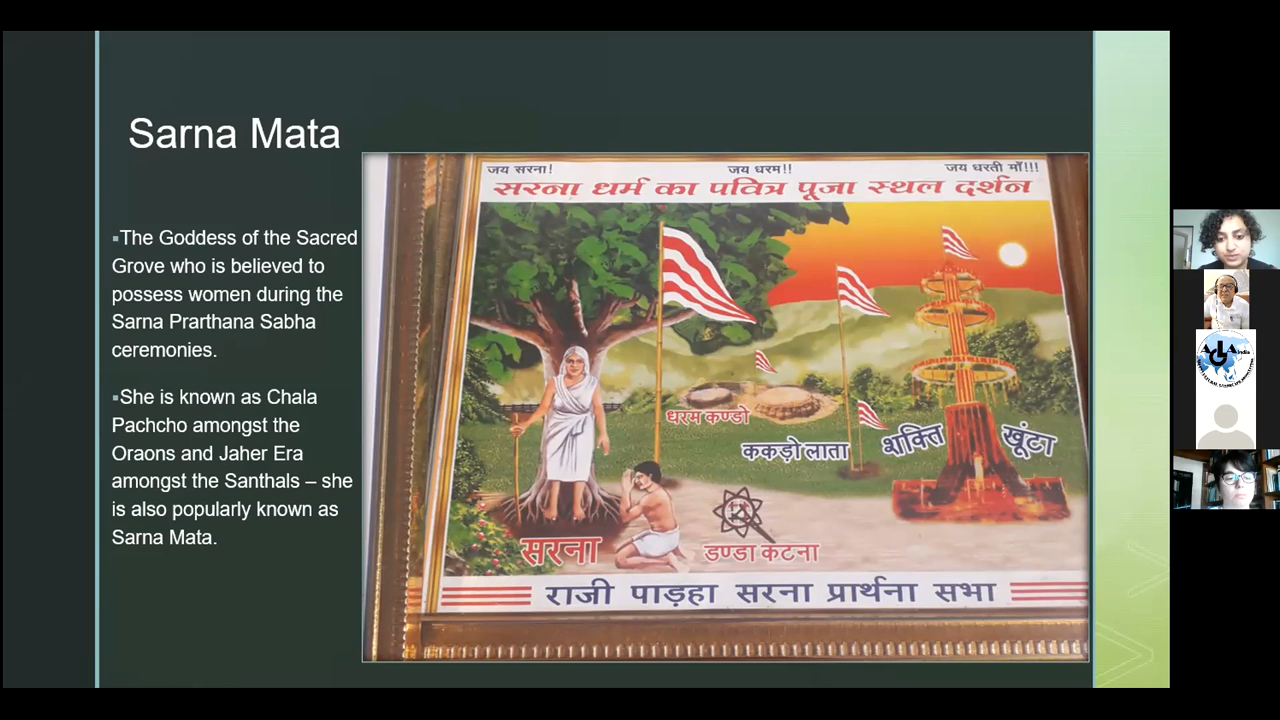 Sarna Mata
▪The Goddess of the Sacred
Grove who is believed to
possess women during the
Sarna Prarthana Sabha
ceremonies.
▪She is known as Chala
Pachcho amongst the
Oraons and Jaher Era
amongst the Santhals – she
is also popularly known as
Sarna Mata.
जय सरना! जय धरम!! जय धरती माँ!!!
सरना धर्म का पवित्र पूजा स्थल दर्शन
धरम कण्डो
ककड़ो लाता
शक्ति खूंटा
सरना
डण्डा कटना
राजी पाड़हा सरना प्रार्थना सभा
India